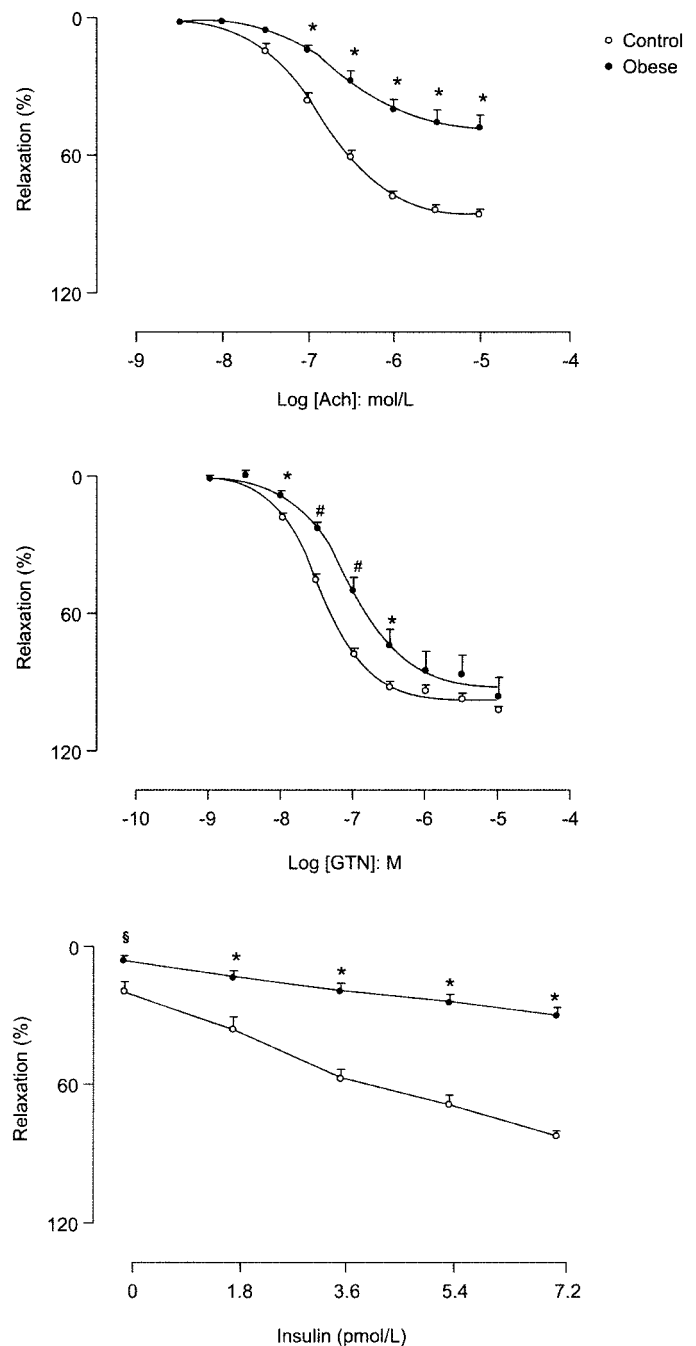 Control
Obese
0
60
120
Relaxation (%)
* * * * *
-9 -8 -7 -6 -5 -4
Log [Ach]: mol/L
0
60
120
Relaxation (%)
* # # *
-10 -9 -8 -7 -6 -5 -4
Log [GTN]: M
0
60
120
Relaxation (%)
§ * * * *
0 1.8 3.6 5.4 7.2
Insulin (pmol/L)